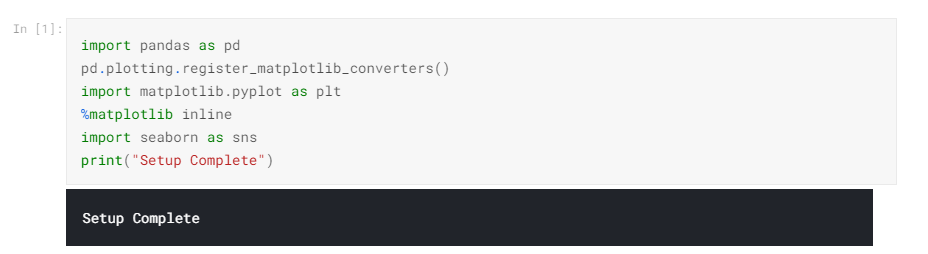 In [1]:
import pandas as pd
pd.plotting.register_matplotlib_converters()
import matplotlib.pyplot as plt
%matplotlib inline
import seaborn as sns
print("Setup Complete")
Setup Complete